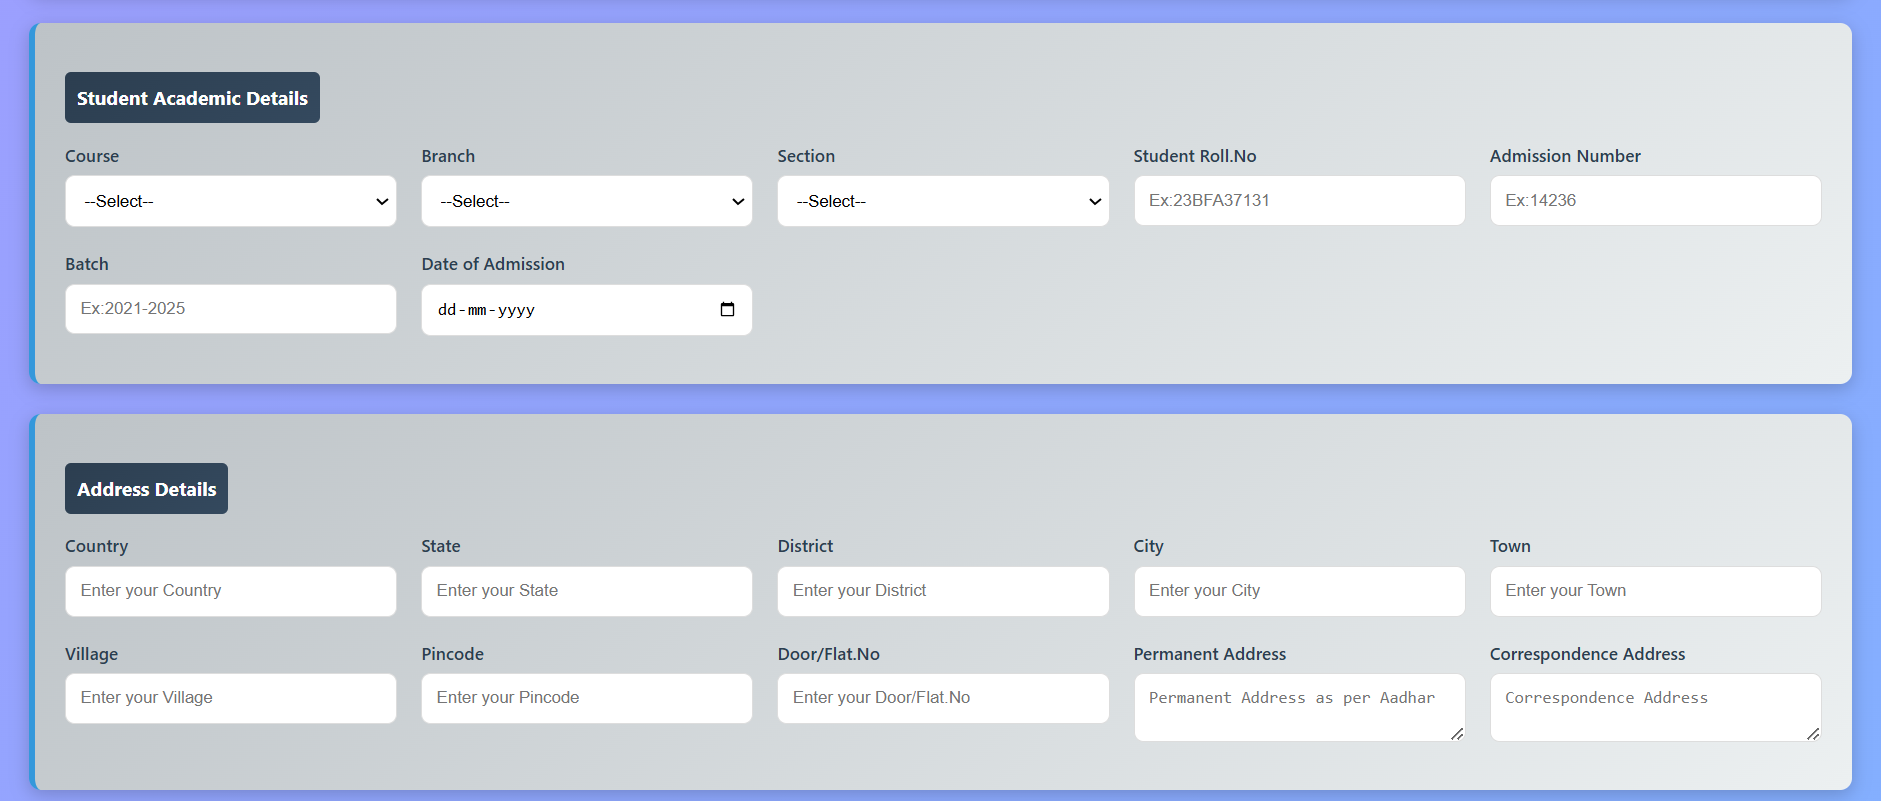 Student Academic Details
Course Branch Section Student Roll.No Admission Number
--Select-- --Select-- --Select-- Ex:23BFA37131 Ex:14236
Batch Date of Admission
Ex:2021-2025 dd-mm-yyyy
Address Details
Country State District City Town
Enter your Country Enter your State Enter your District Enter your City Enter your Town
Village Pincode Door/Flat.No Permanent Address Correspondence Address
Enter your Village Enter your Pincode Enter your Door/Flat.No Permanent Address as per Aadhar Correspondence Address